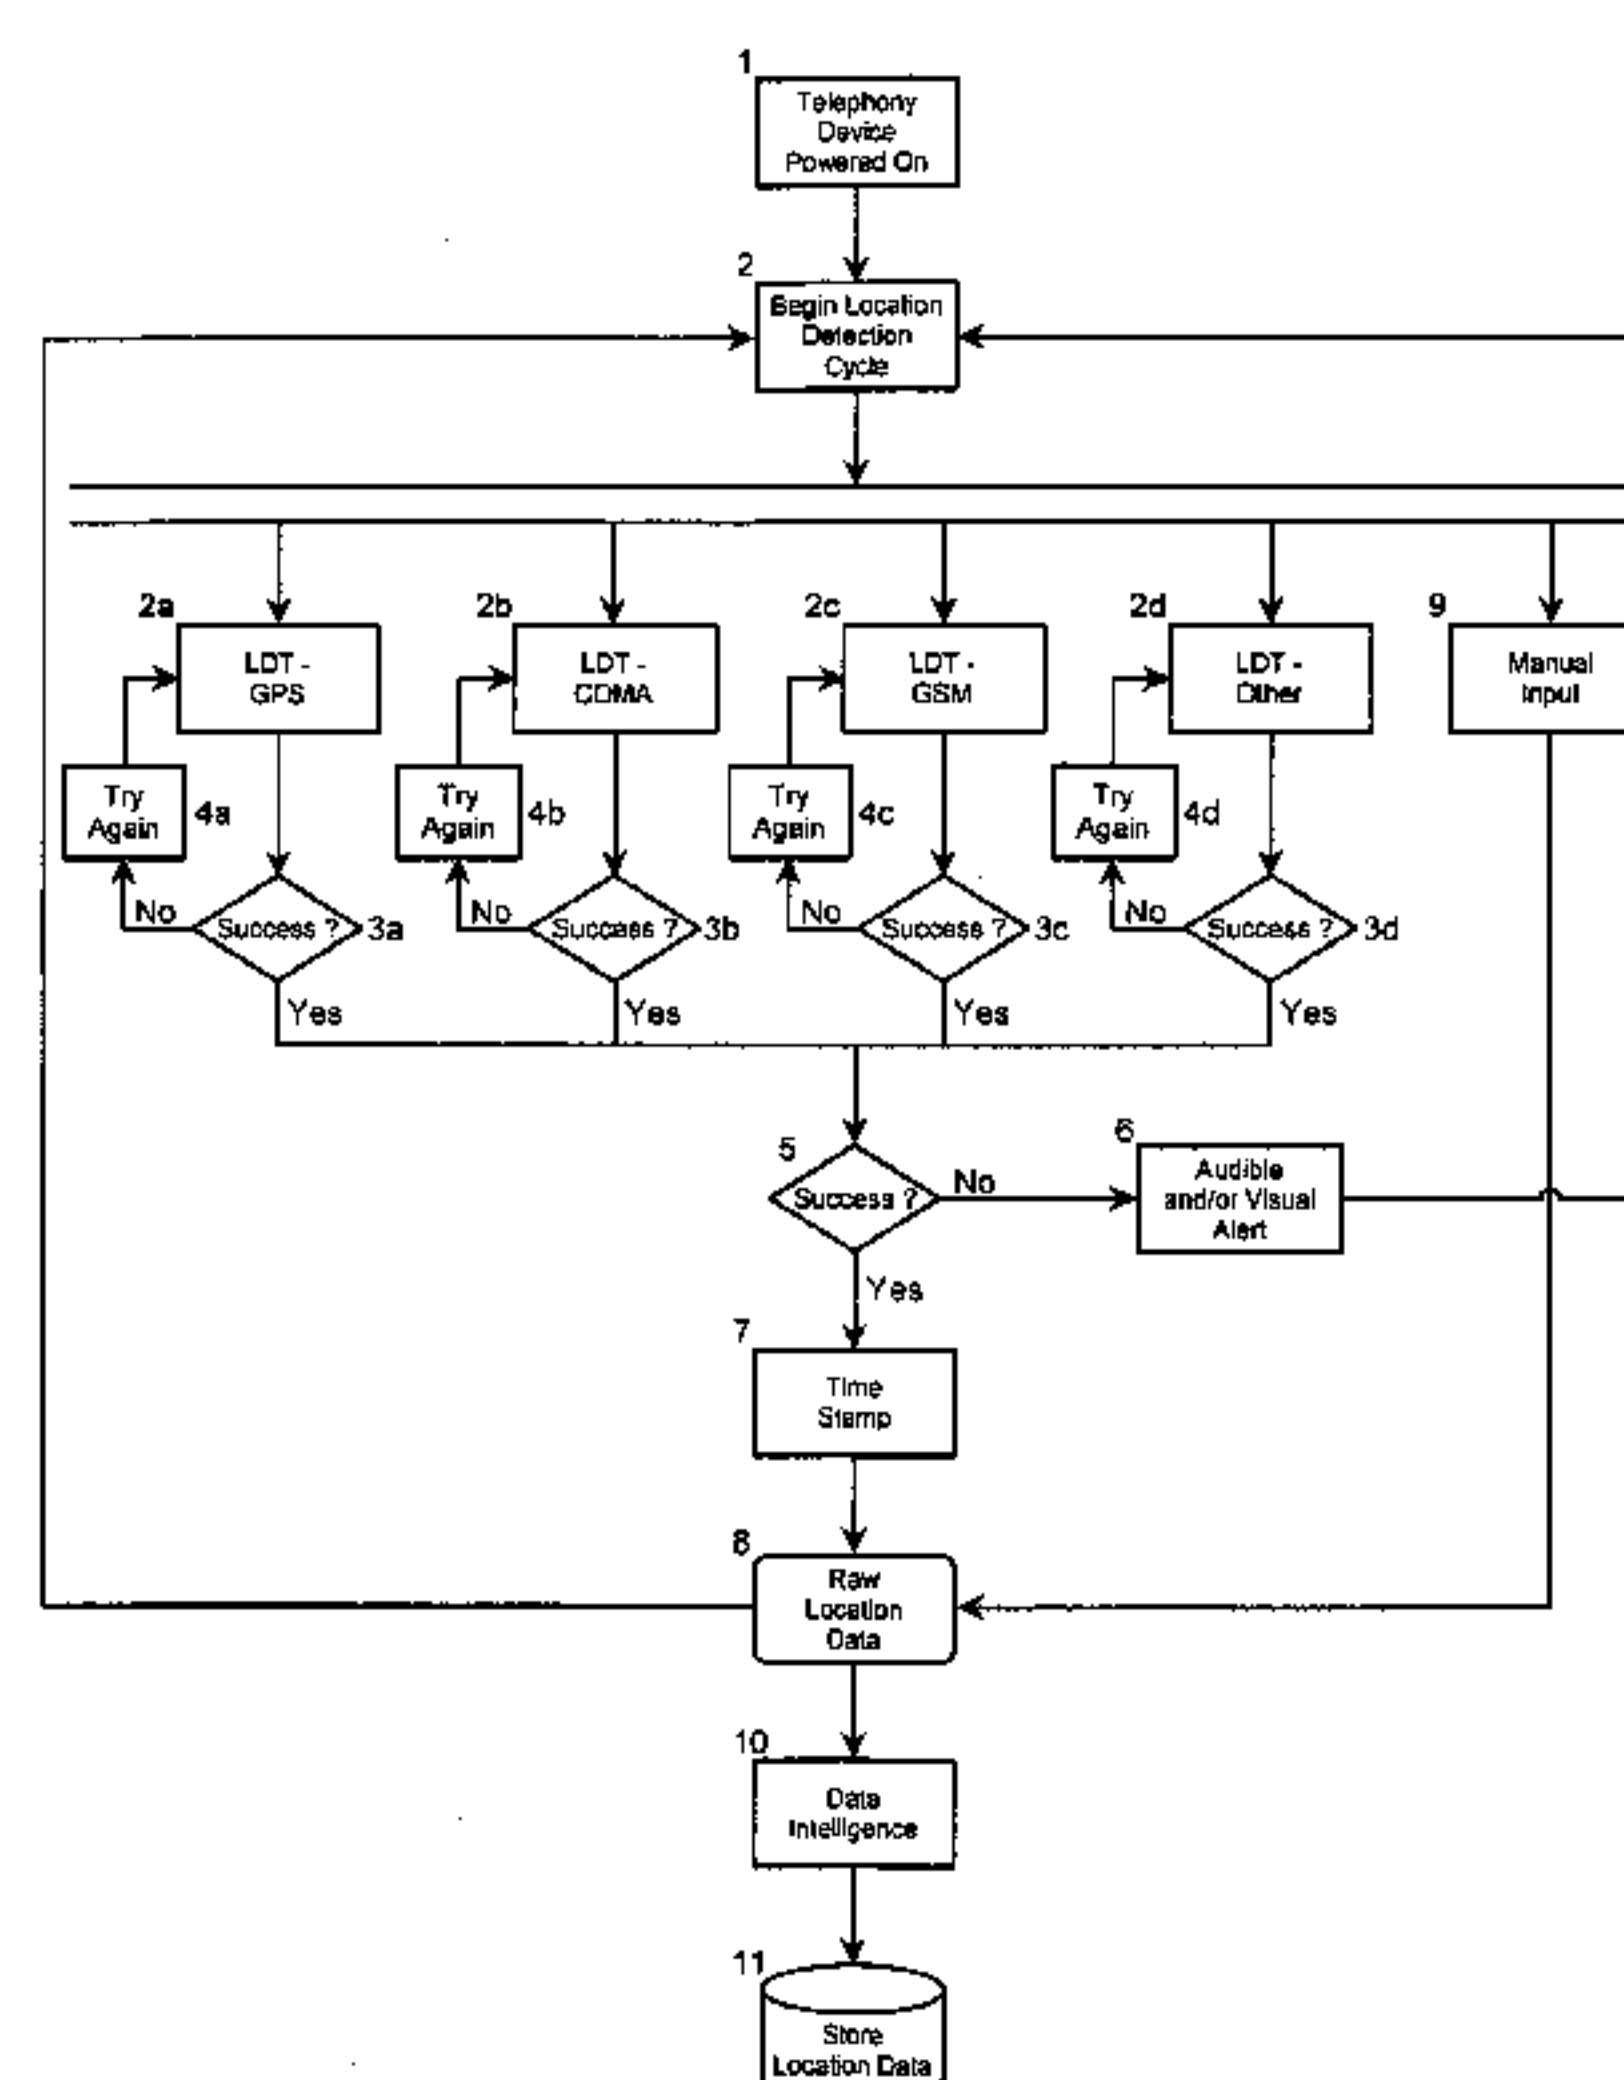 1
Telephony
Device
Powered On
2
Begin Location
Detection
Cycle
2a
LDT -
GPS
2b
LDT -
CDMA
2c
LDT -
GSM
2d
LDT -
Other
9
Manual
Input
Try
Again
4a
Try
Again
4b
Try
Again
4c
Try
Again
4d
No
Success ?
3a
No
Success ?
3b
No
Success ?
3c
No
Success ?
3d
Yes
Yes
Yes
Yes
5
Success ?
No
6
Audible
and/or Visual
Alert
Yes
7
Time
Stamp
8
Raw
Location
Data
10
Data
Intelligence
11
Store
Location Data